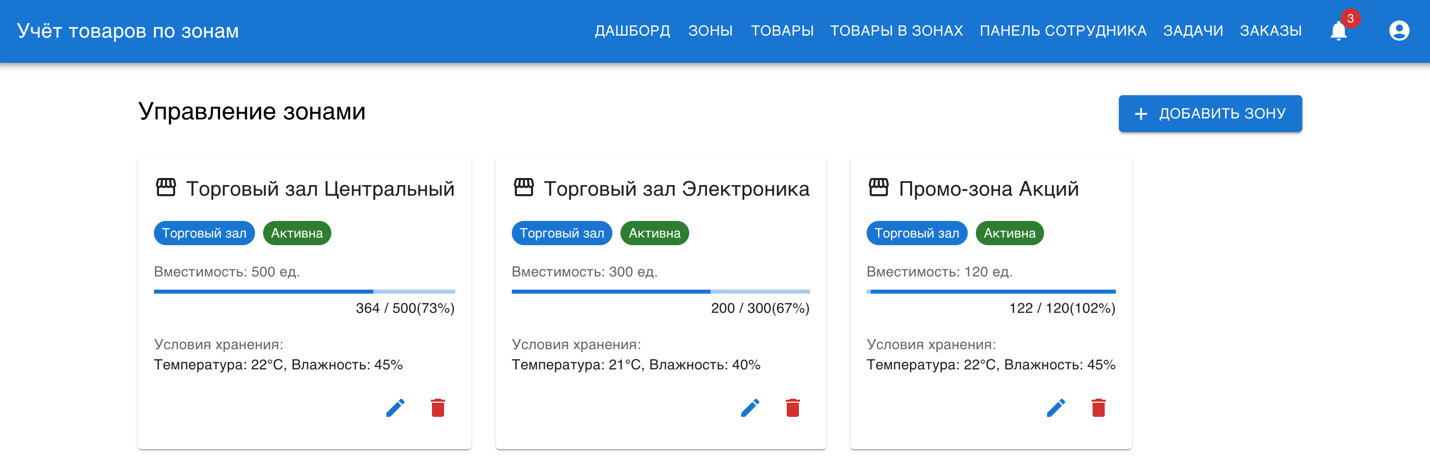 Учёт товаров по зонам
ДАШБОРД ЗОНЫ ТОВАРЫ ТОВАРЫ В ЗОНАХ ПАНЕЛЬ СОТРУДНИКА ЗАДАЧИ ЗАКАЗЫ 3
Управление зонами
+ ДОБАВИТЬ ЗОНУ
Торговый зал Центральный
Торговый зал Активна
Вместимость: 500 ед.
364 / 500(73%)
Условия хранения:
Температура: 22°C, Влажность: 45%
Торговый зал Электроника
Торговый зал Активна
Вместимость: 300 ед.
200 / 300(67%)
Условия хранения:
Температура: 21°C, Влажность: 40%
Промо-зона Акций
Торговый зал Активна
Вместимость: 120 ед.
122 / 120(102%)
Условия хранения:
Температура: 22°C, Влажность: 45%